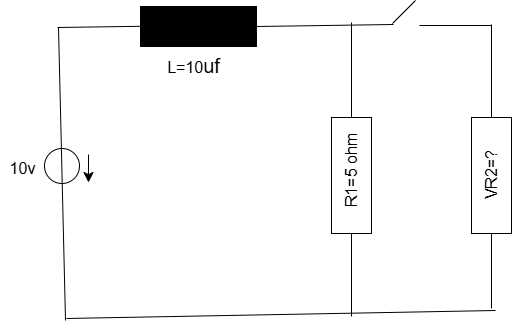 L=10uf
10v
R1=5 ohm
VR2=?